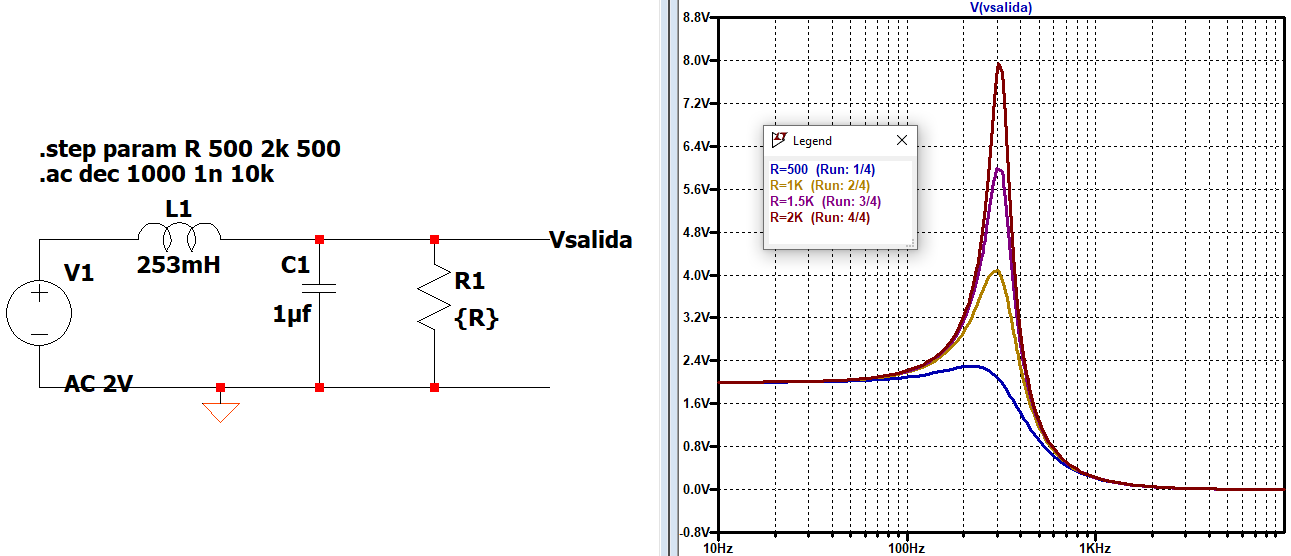 .step param R 500 2k 500
.ac dec 1000 1n 10k
L1
253mH
V1
AC 2V
C1
1µf
R1
{R}
Vsalida
V(vsalida)
8.8V
8.0V
7.2V
6.4V
5.6V
4.8V
4.0V
3.2V
2.4V
1.6V
0.8V
0.0V
-0.8V
10Hz
100Hz
1KHz
Legend
R=500 (Run: 1/4)
R=1K (Run: 2/4)
R=1.5K (Run: 3/4)
R=2K (Run: 4/4)